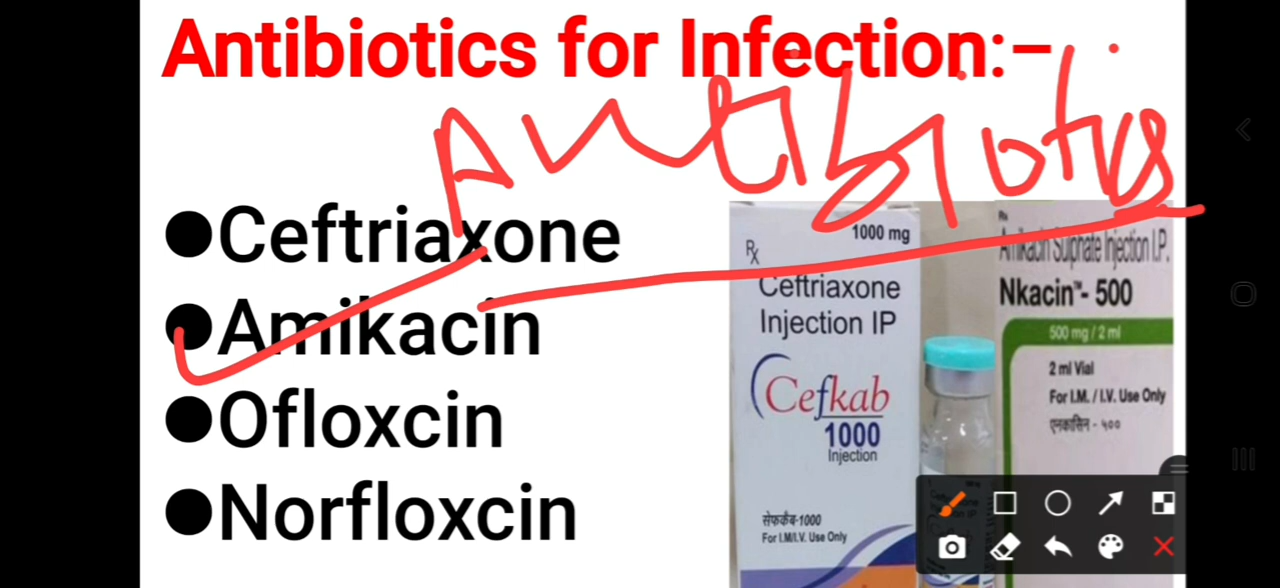 Antibiotics for Infection:–
Antibiotics
Ceftriaxone
Amikacin
Ofloxcin
Norfloxcin
Rx
1000 mg
Ceftriaxone
Injection IP
Cefkab
1000
Injection
सेफकैब-1000
For I.M/I.V. Use Only
Rx
Amikacin Sulphate Injection I.P.
Nkacin™- 500
500 mg / 2 ml
2 ml Vial
For I.M. / I.V. Use Only
एनकासिन - ५००